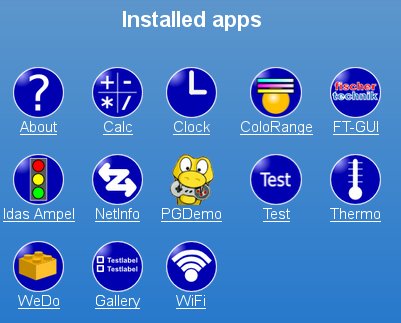 Installed apps
?
+ -
* /
fischer
technik
About Calc Clock ColoRange FT-GUI
Test
Idas Ampel NetInfo PGDemo Test Thermo
Testlabel
Testlabel
WeDo Gallery WiFi